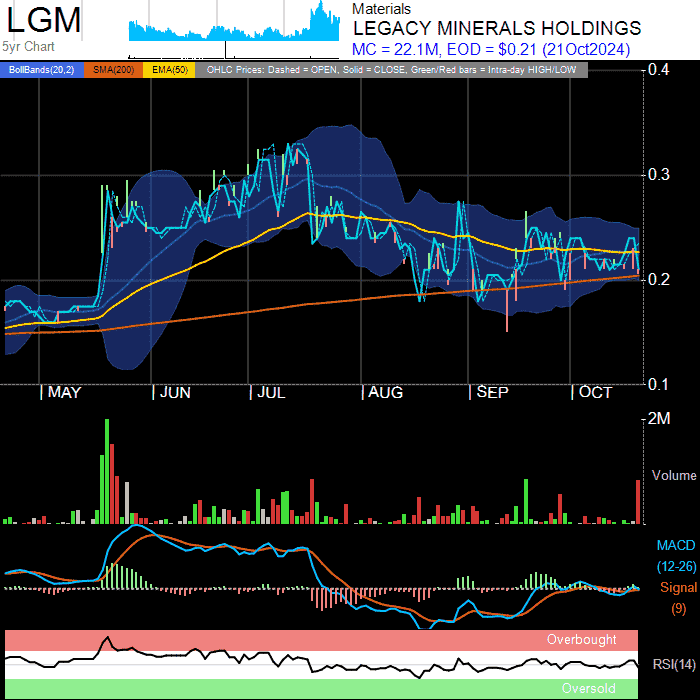 LGM
5yr Chart
Materials
LEGACY MINERALS HOLDINGS
MC = 22.1M, EOD = $0.21 (21Oct2024)
BollBands(20,2) SMA(200) EMA(50) OHLC Prices: Dashed = OPEN, Solid = CLOSE, Green/Red bars = Intra-day HIGH/LOW
0.4
0.3
0.2
0.1
MAY JUN JUL AUG SEP OCT
2M
Volume
MACD
(12-26)
Signal
(9)
Overbought
RSI(14)
Oversold